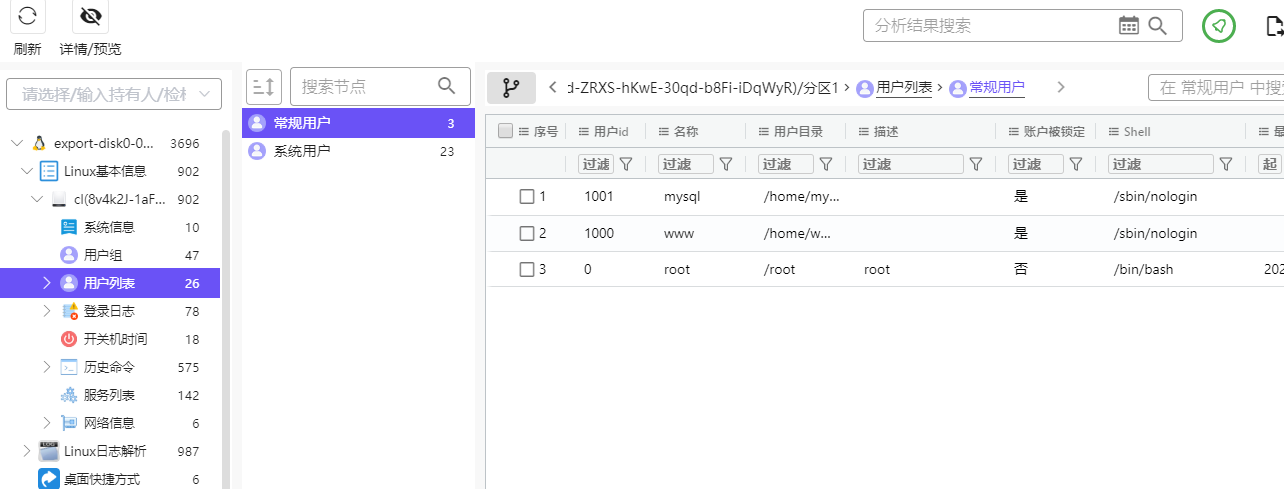 刷新
详情/预览
分析结果搜索
请选择/输入持有人/检材
搜索节点
d-ZRXS-hKwE-30qd-b8Fi-iDqWyR)/分区1
用户列表
常规用户
在 常规用户 中搜索
export-disk0-0... 3696
Linux基本信息 902
cl(8v4k2J-1aF... 902
系统信息 10
用户组 47
用户列表 26
登录日志 78
开关机时间 18
历史命令 575
服务列表 142
网络信息 6
Linux日志解析 987
桌面快捷方式 6
常规用户 3
系统用户 23
序号 用户id 名称 用户目录 描述 账户被锁定 Shell 最
过滤 过滤 过滤 过滤 过滤 过滤 起
1 1001 mysql /home/my... 是 /sbin/nologin
2 1000 www /home/w... 是 /sbin/nologin
3 0 root /root root 否 /bin/bash 202